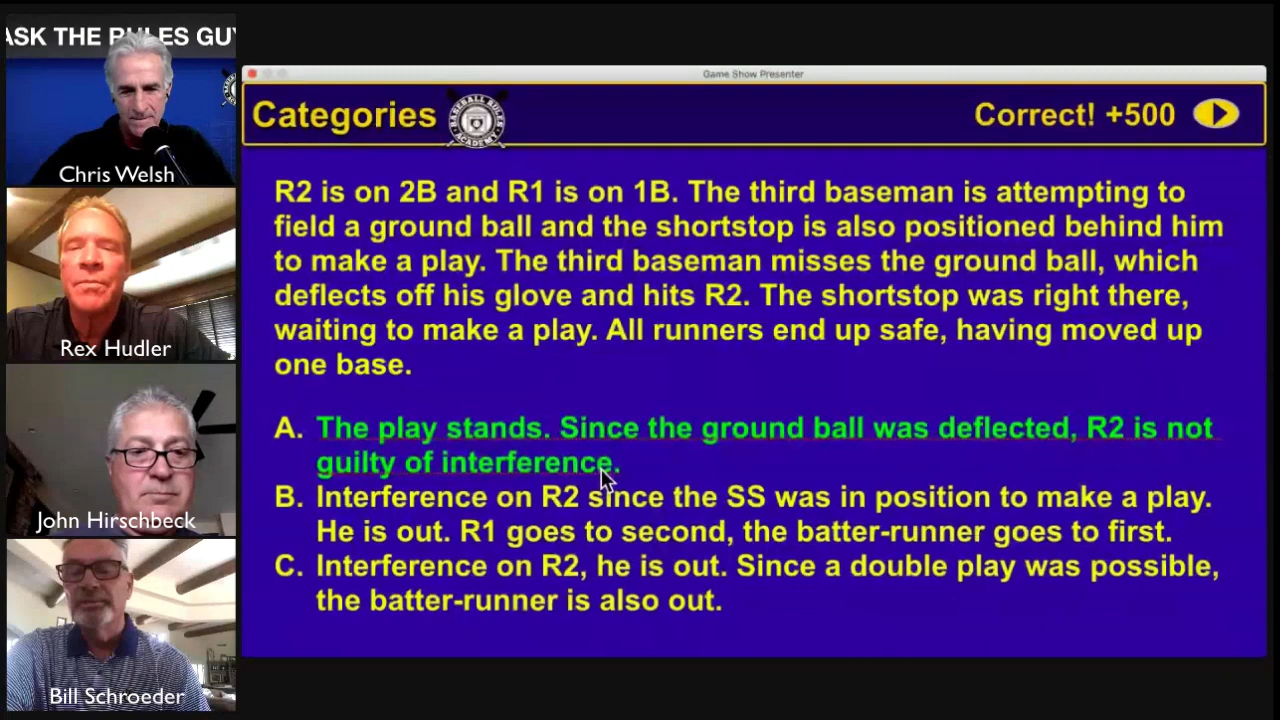 ASK THE RULES GUY
Chris Welsh
Rex Hudler
John Hirschbeck
Bill Schroeder
Game Show Presenter
Categories
BASEBALL RULES
ACADEMY
Correct! +500
R2 is on 2B and R1 is on 1B. The third baseman is attempting to
field a ground ball and the shortstop is also positioned behind him
to make a play. The third baseman misses the ground ball, which
deflects off his glove and hits R2. The shortstop was right there,
waiting to make a play. All runners end up safe, having moved up
one base.
A. The play stands. Since the ground ball was deflected, R2 is not
guilty of interference.
B. Interference on R2 since the SS was in position to make a play.
He is out. R1 goes to second, the batter-runner goes to first.
C. Interference on R2, he is out. Since a double play was possible,
the batter-runner is also out.